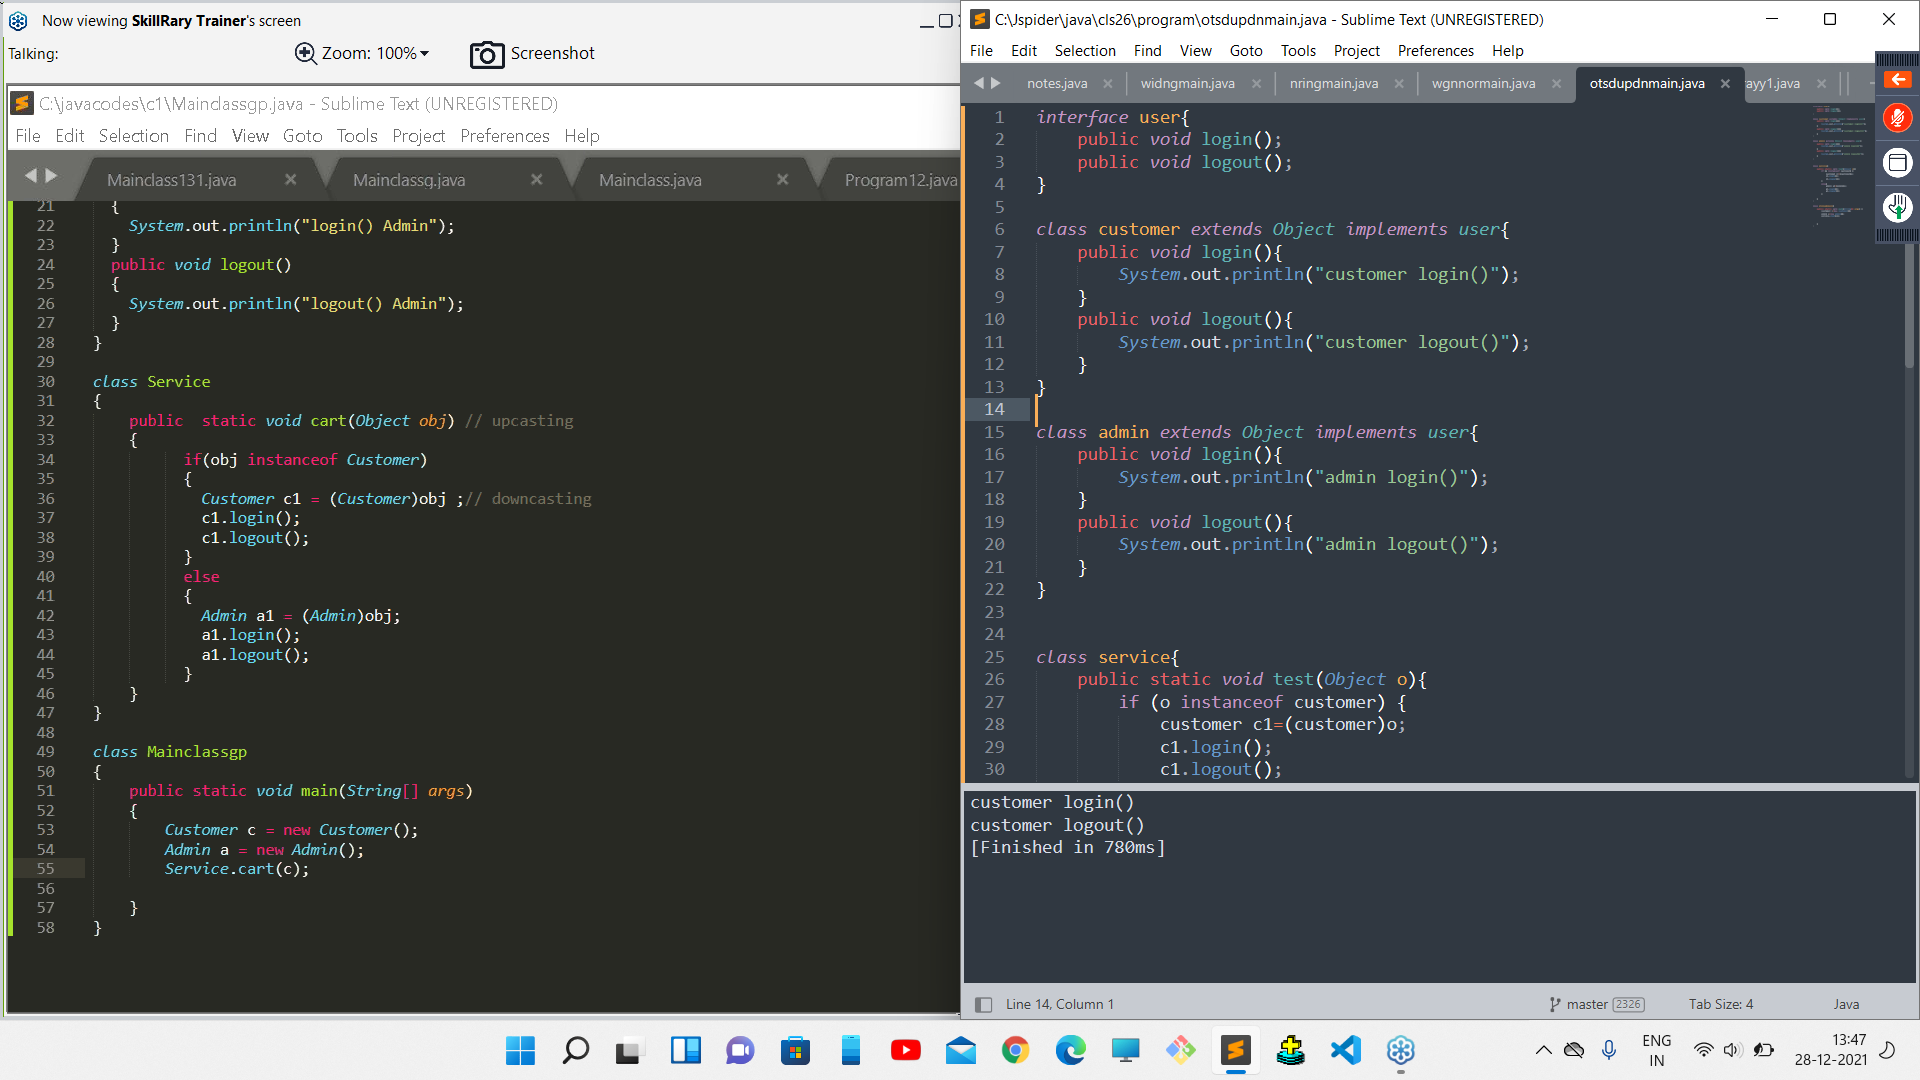 Now viewing SkillRary Trainer's screen
Talking:
Zoom: 100%
Screenshot
C:\javacodes\c1\Mainclassgp.java - Sublime Text (UNREGISTERED)
File Edit Selection Find View Goto Tools Project Preferences Help
Mainclass131.java
Mainclassg.java
Mainclass.java
Program12.java
21 {
22 System.out.println("login() Admin");
23 }
24 public void logout()
25 {
26 System.out.println("logout() Admin");
27 }
28 }
29
30 class Service
31 {
32 public  static void cart(Object obj) // upcasting
33 {
34 if(obj instanceof Customer)
35 {
36 Customer c1 = (Customer)obj ;// downcasting
37 c1.login();
38 c1.logout();
39 }
40 else
41 {
42 Admin a1 = (Admin)obj;
43 a1.login();
44 a1.logout();
45 }
46 }
47 }
48
49 class Mainclassgp
50 {
51 public static void main(String[] args)
52 {
53 Customer c = new Customer();
54 Admin a = new Admin();
55 Service.cart(c);
56
57 }
58 }
C:\Jspider\java\cls26\program\otsdupdnmain.java - Sublime Text (UNREGISTERED)
File Edit Selection Find View Goto Tools Project Preferences Help
notes.java
widngmain.java
nringmain.java
wgnnormain.java
otsdupdnmain.java
ayy1.java
1 interface user{
2 public void login();
3 public void logout();
4 }
5
6 class customer extends Object implements user{
7 public void login(){
8 System.out.println("customer login()");
9 }
10 public void logout(){
11 System.out.println("customer logout()");
12 }
13 }
14
15 class admin extends Object implements user{
16 public void login(){
17 System.out.println("admin login()");
18 }
19 public void logout(){
20 System.out.println("admin logout()");
21 }
22 }
23
24
25 class service{
26 public static void test(Object o){
27 if (o instanceof customer) {
28 customer c1=(customer)o;
29 c1.login();
30 c1.logout();
customer login()
customer logout()
[Finished in 780ms]
Line 14, Column 1
master 2326
Tab Size: 4
Java
ENG
IN
13:47
28-12-2021